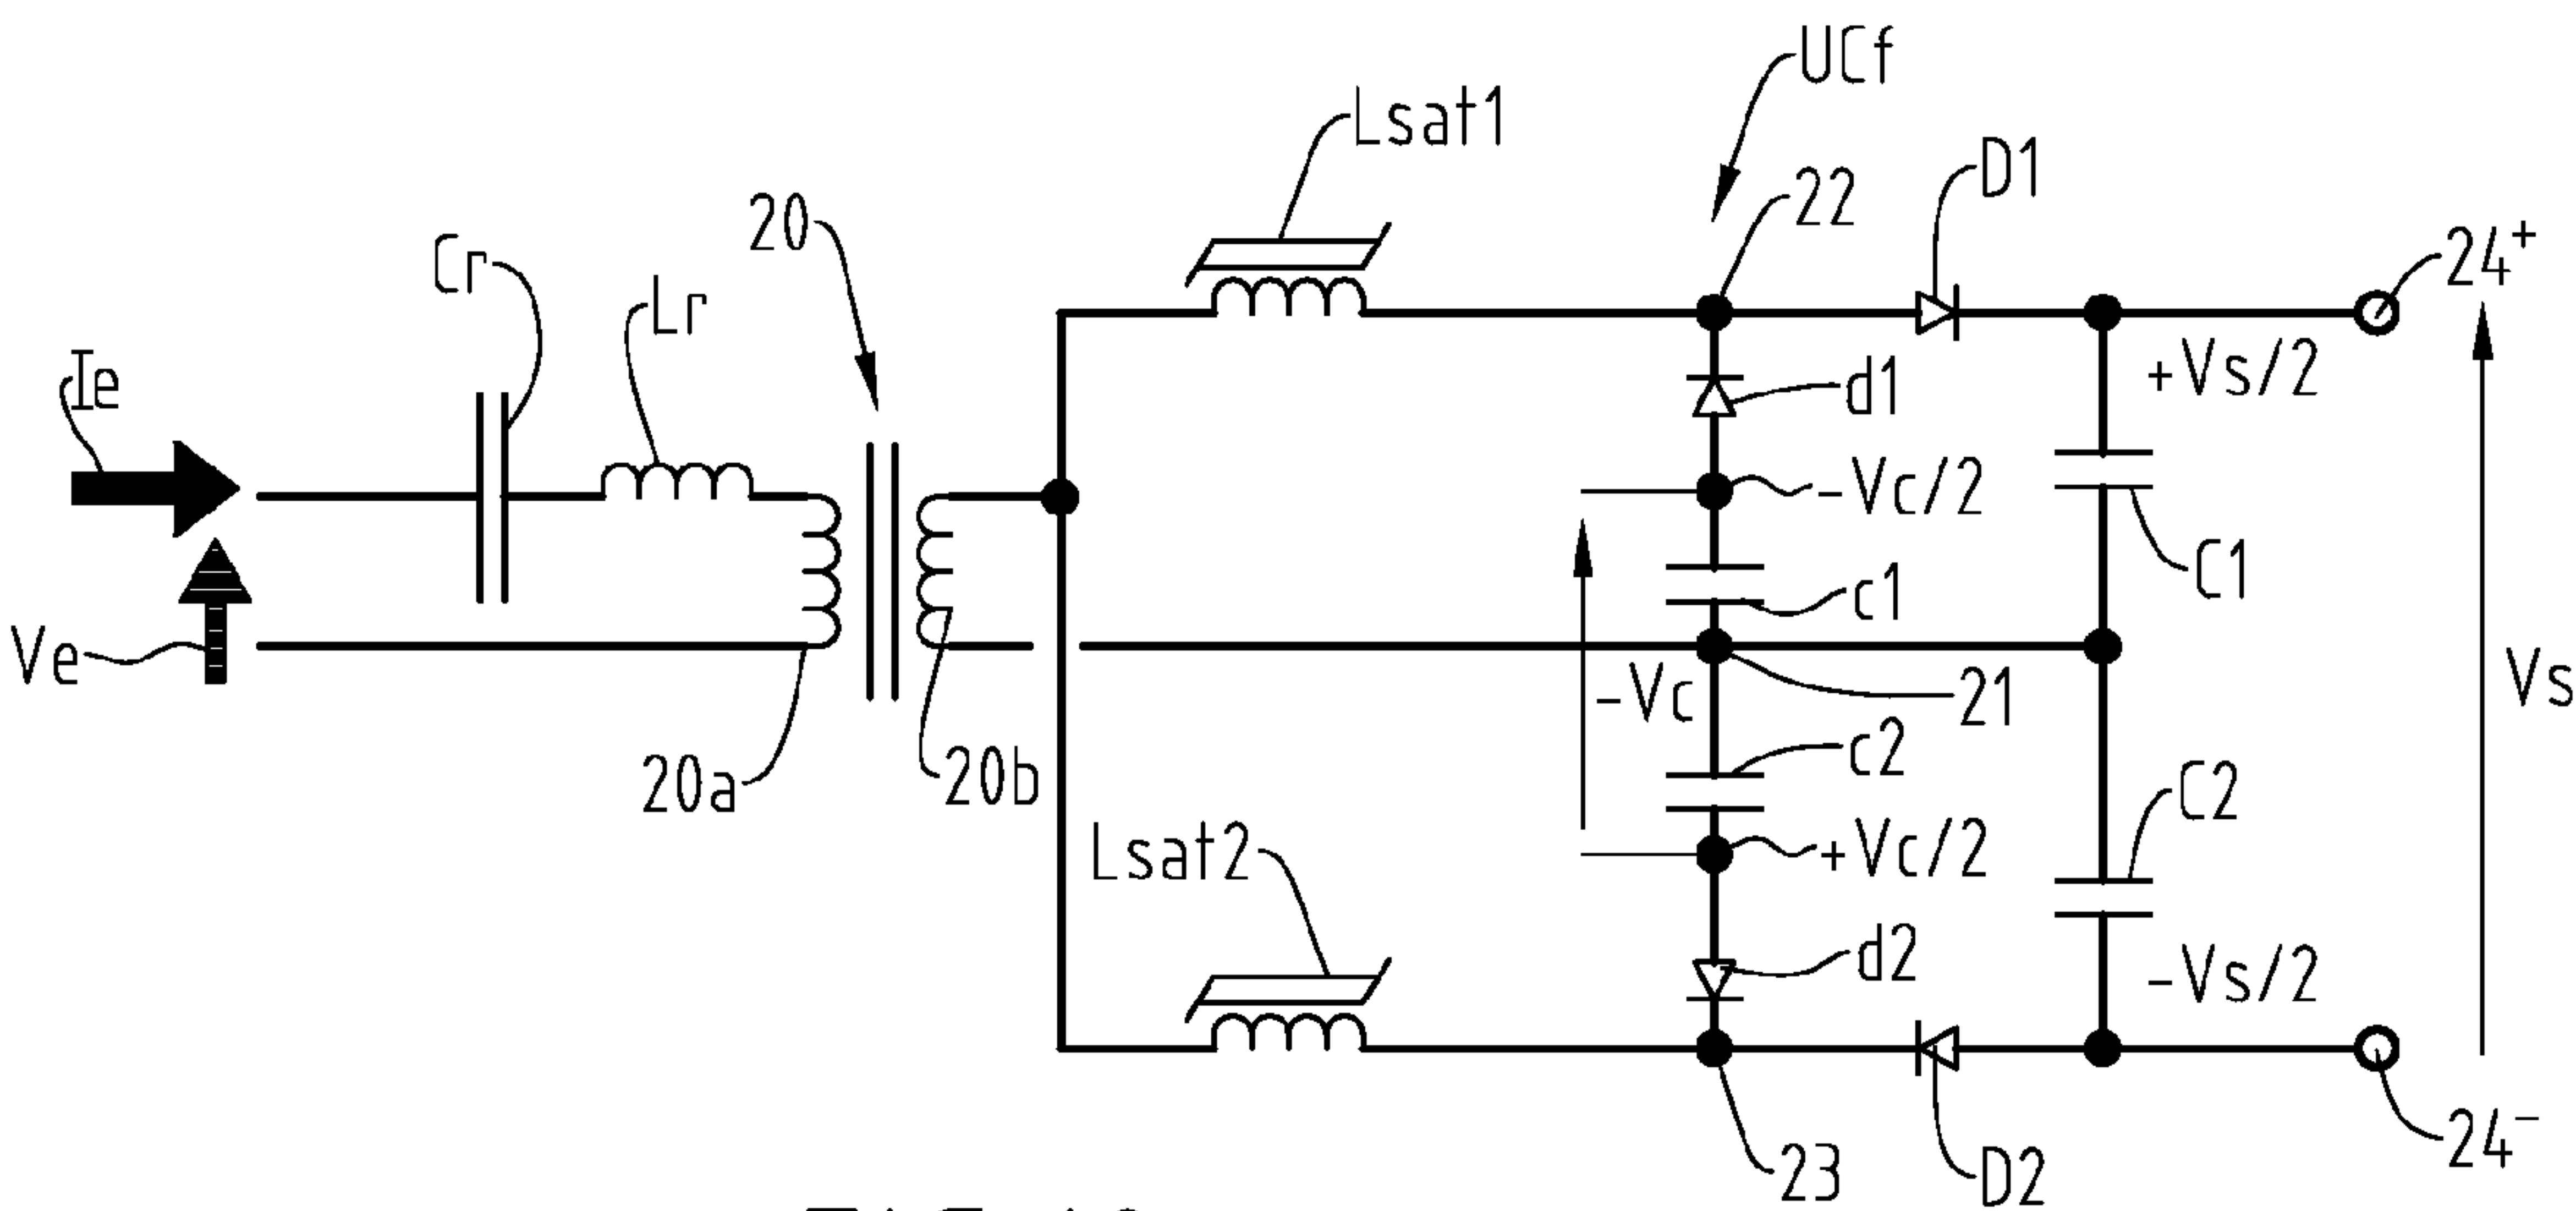 UCf
Lsat1
D1
20
22
Cr
24+
Lr
Ie
+Vs/2
d1
-Vc/2
C1
c1
Ve
-Vc
21
Vs
20a
20b
c2
C2
Lsat2
+Vc/2
d2
-Vs/2
23
D2
24-